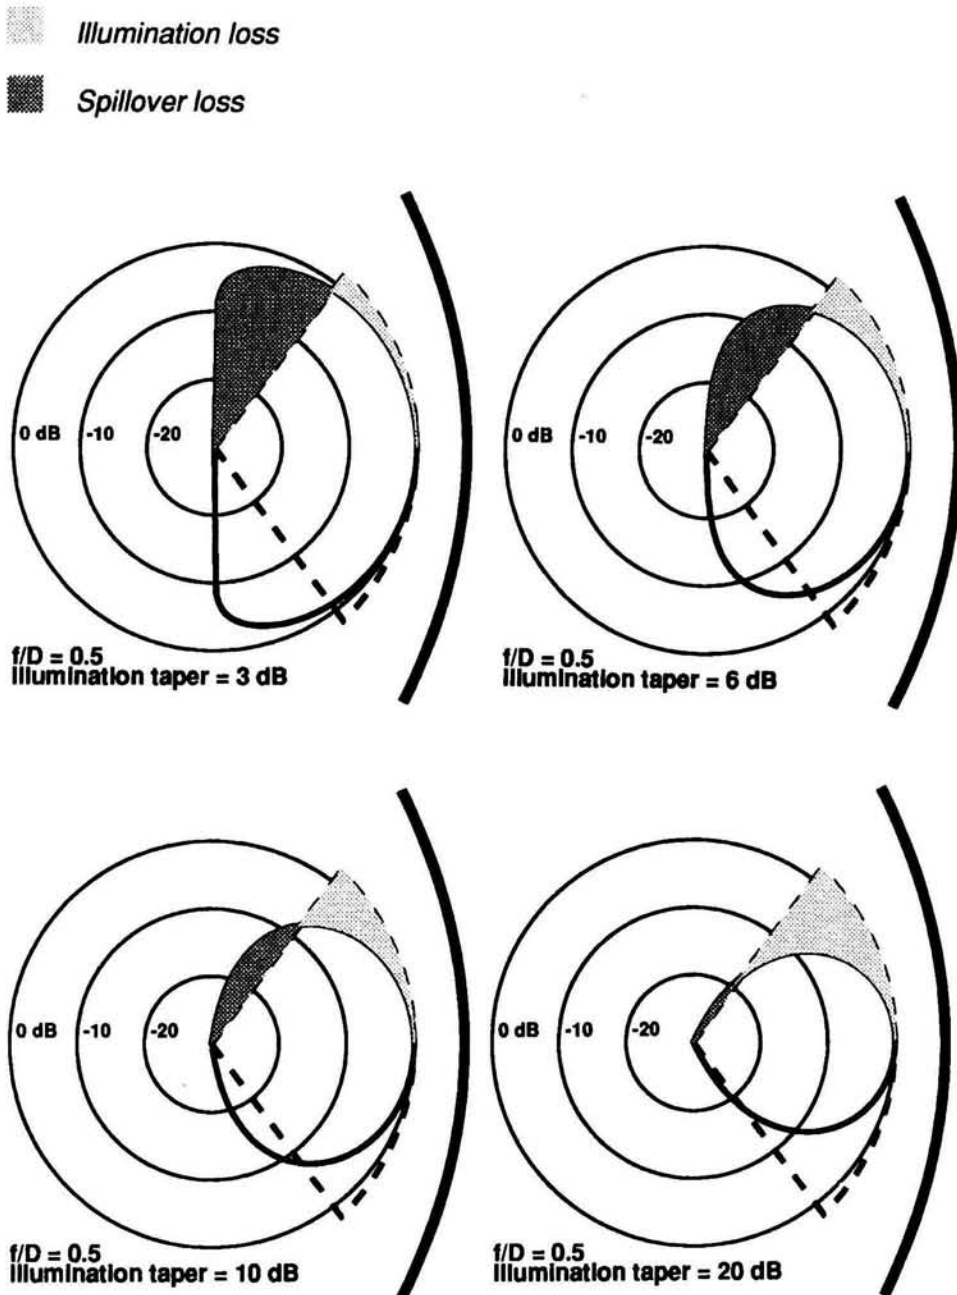 Illumination loss
Spillover loss
0 dB -10 -20
0 dB -10 -20
f/D = 0.5
Illumination taper = 3 dB
f/D = 0.5
Illumination taper = 6 dB
0 dB -10 -20
0 dB -10 -20
f/D = 0.5
Illumination taper = 10 dB
f/D = 0.5
Illumination taper = 20 dB